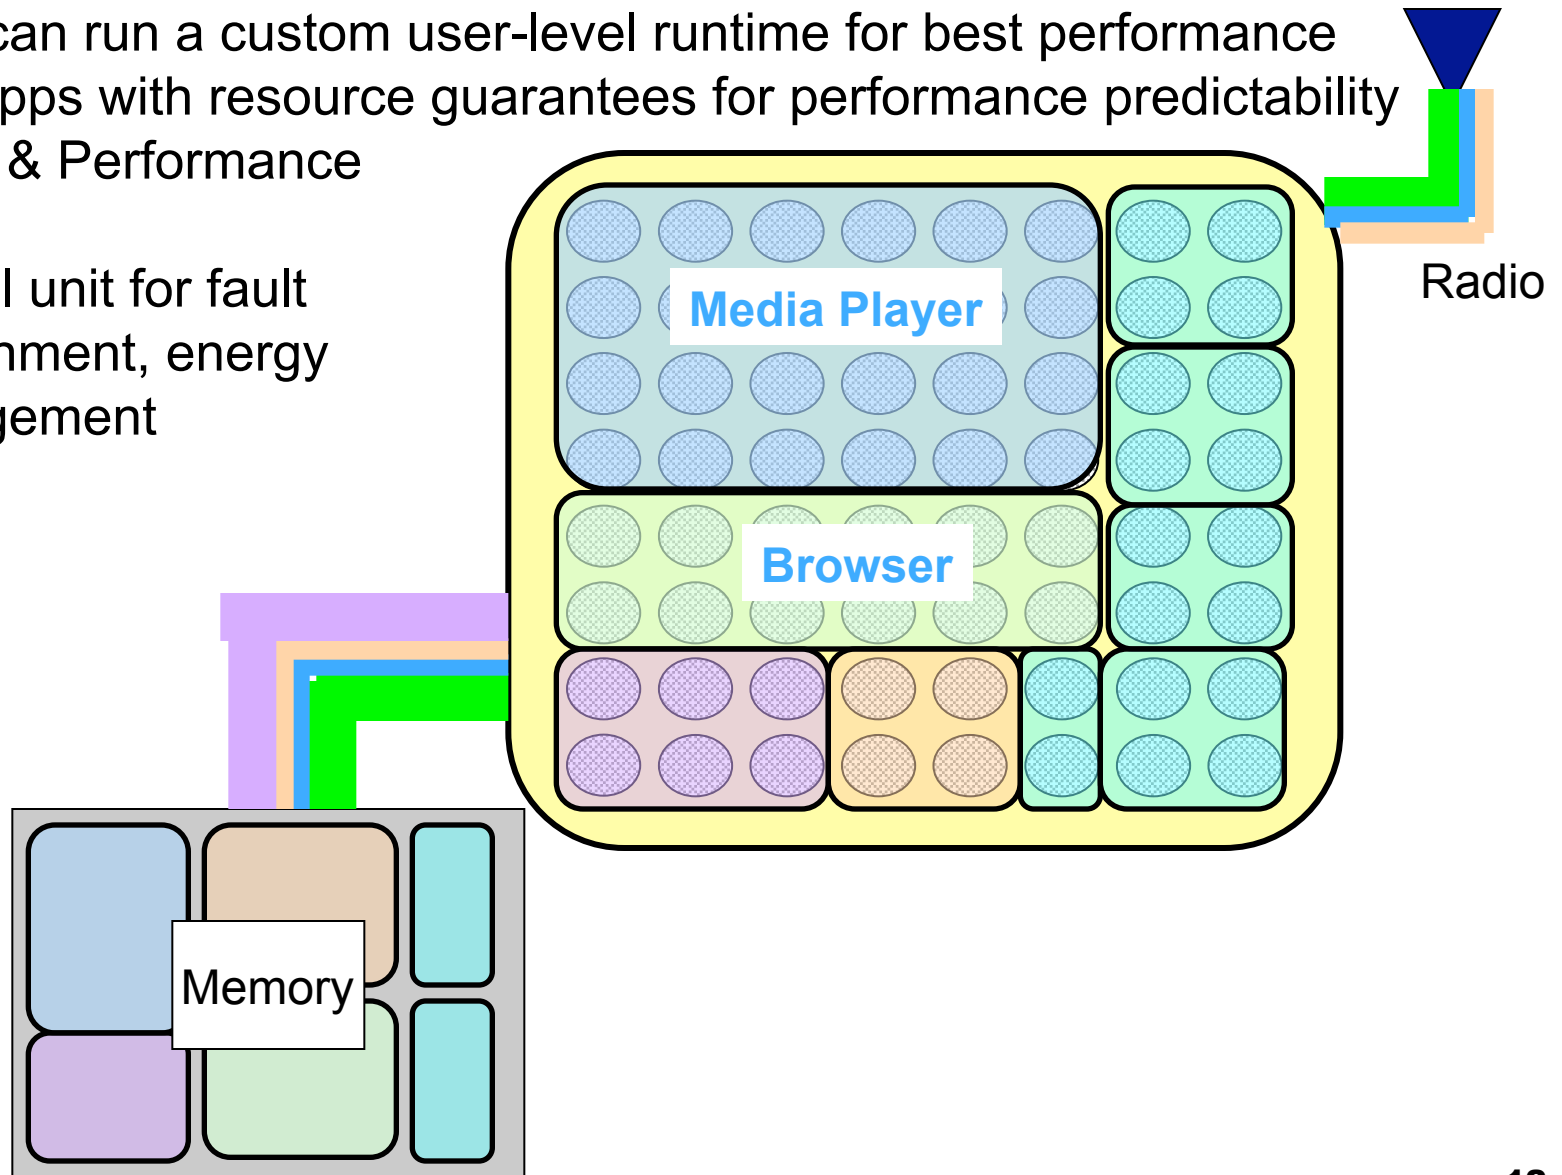 can run a custom user-level runtime for best performance
pps with resource guarantees for performance predictability
& Performance
l unit for fault
nment, energy
gement
Radio
Media Player
Browser
Memory